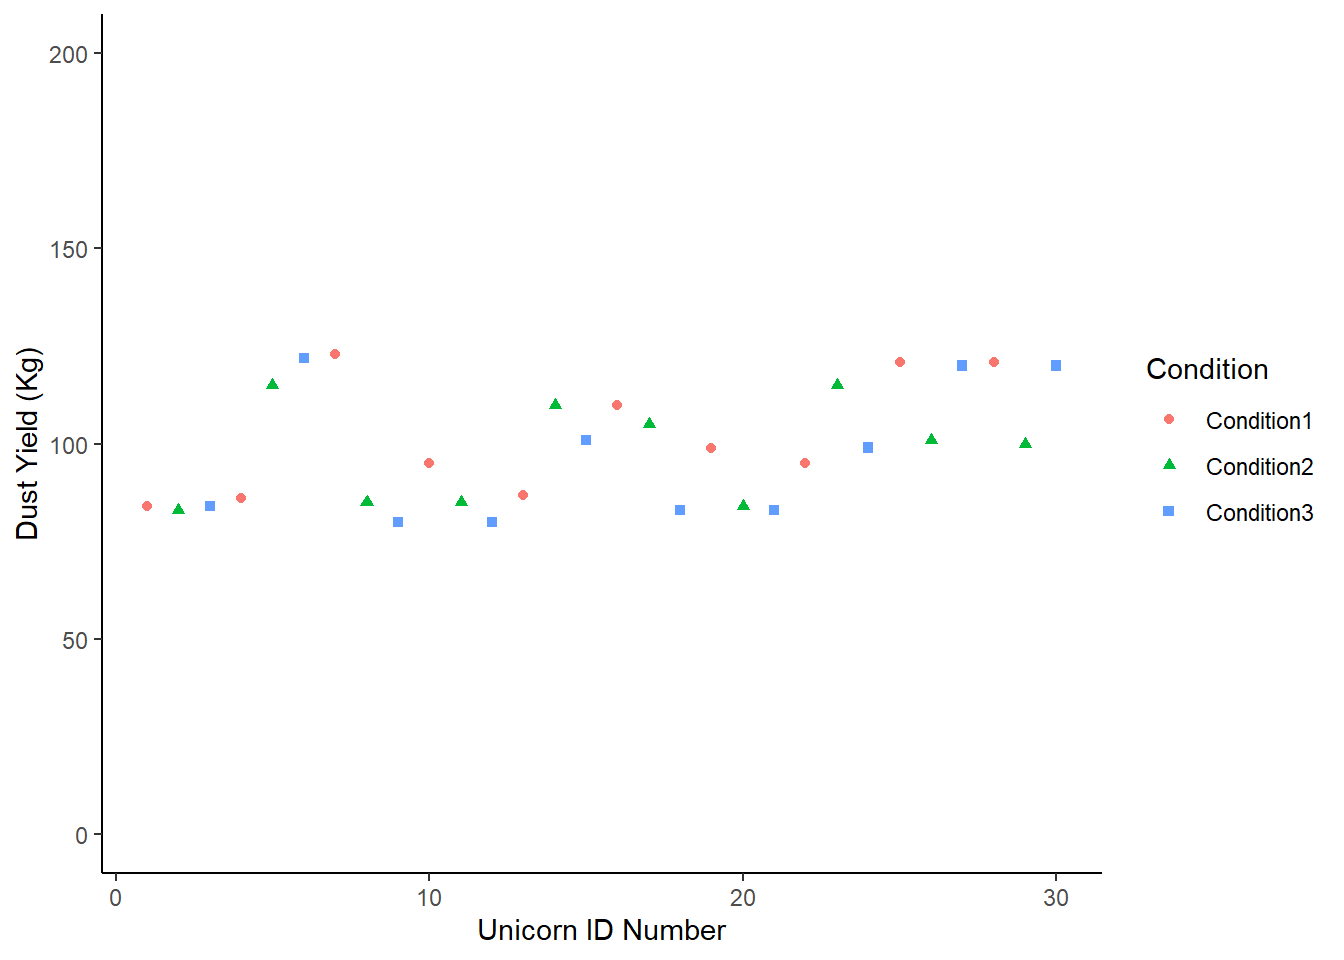 200
150
100
50
0
Dust Yield (Kg)
0 10 20 30
Unicorn ID Number
Condition
Condition1
Condition2
Condition3